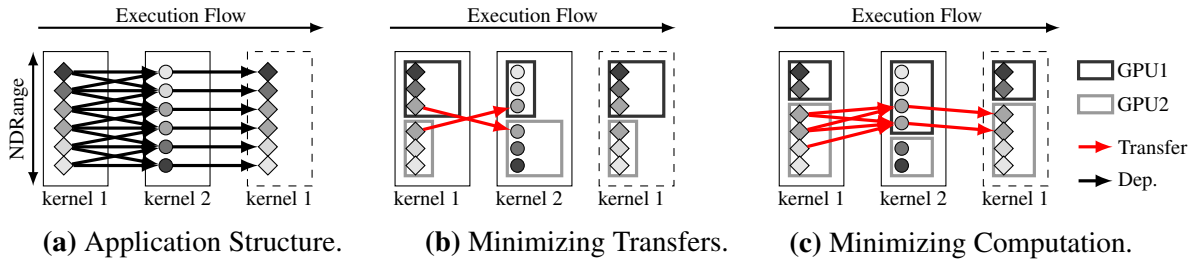 Execution Flow
Execution Flow
Execution Flow
NDRange
kernel 1 kernel 2 kernel 1
kernel 1 kernel 2 kernel 1
kernel 1 kernel 2 kernel 1
GPU1
GPU2
Transfer
Dep.
(a) Application Structure.
(b) Minimizing Transfers.
(c) Minimizing Computation.